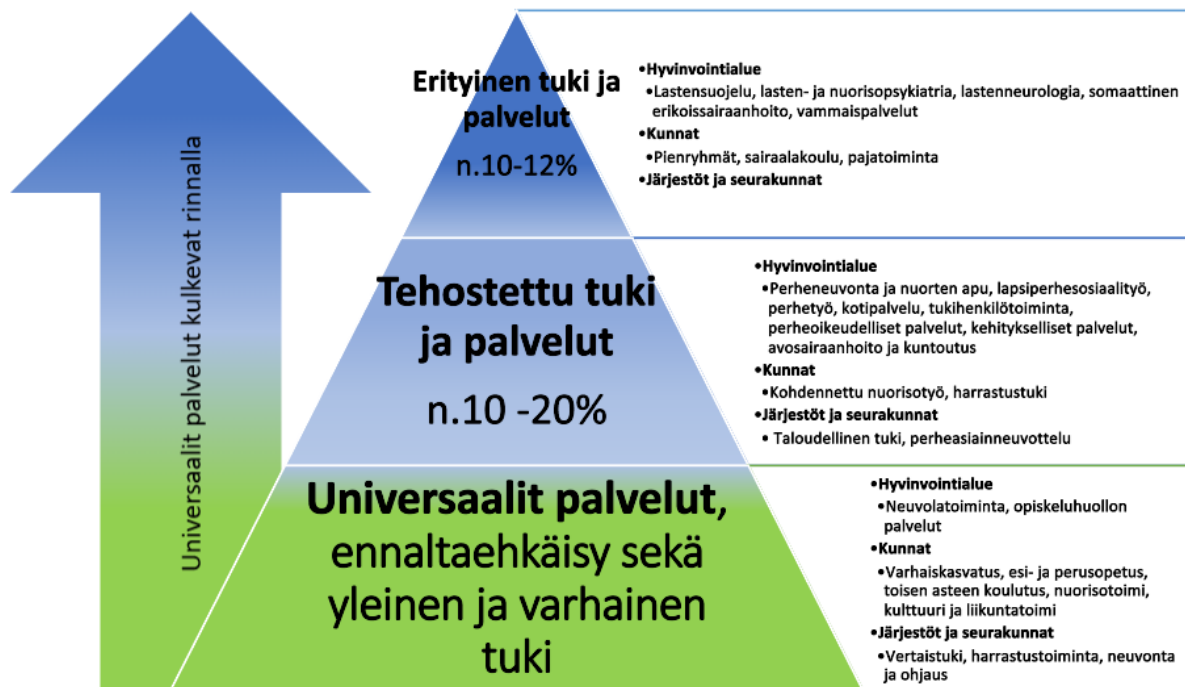 Universaalit palvelut kulkevat rinnalla
Erityinen tuki ja
palvelut
n.10-12%
•Hyvinvointialue
•Lastensuojelu, lasten- ja nuorisopsykiatria, lastenneurologia, somaattinen
erikoissairaanhoito, vammaispalvelut
•Kunnat
•Pienryhmät, sairaalakoulu, pajatoiminta
•Järjestöt ja seurakunnat
Tehostettu tuki
ja palvelut
n.10 -20%
•Hyvinvointialue
•Perheneuvonta ja nuorten apu, lapsiperhesosiaalityö,
perhetyö, kotipalvelu, tukihenkilötoiminta,
perheoikeudelliset palvelut, kehitykselliset palvelut,
avosairaanhoito ja kuntoutus
•Kunnat
•Kohdennettu nuorisotyö, harrastustuki
•Järjestöt ja seurakunnat
• Taloudellinen tuki, perheasiainneuvottelu
Universaalit palvelut,
ennaltaehkäisy sekä
yleinen ja varhainen
tuki
•Hyvinvointialue
•Neuvolatoiminta, opiskeluhuollon
palvelut
•Kunnat
•Varhaiskasvatus, esi- ja perusopetus,
toisen asteen koulutus, nuorisotoimi,
kulttuuri ja liikuntatoimi
•Järjestöt ja seurakunnat
•Vertaistuki, harrastustoiminta, neuvonta
ja ohjaus